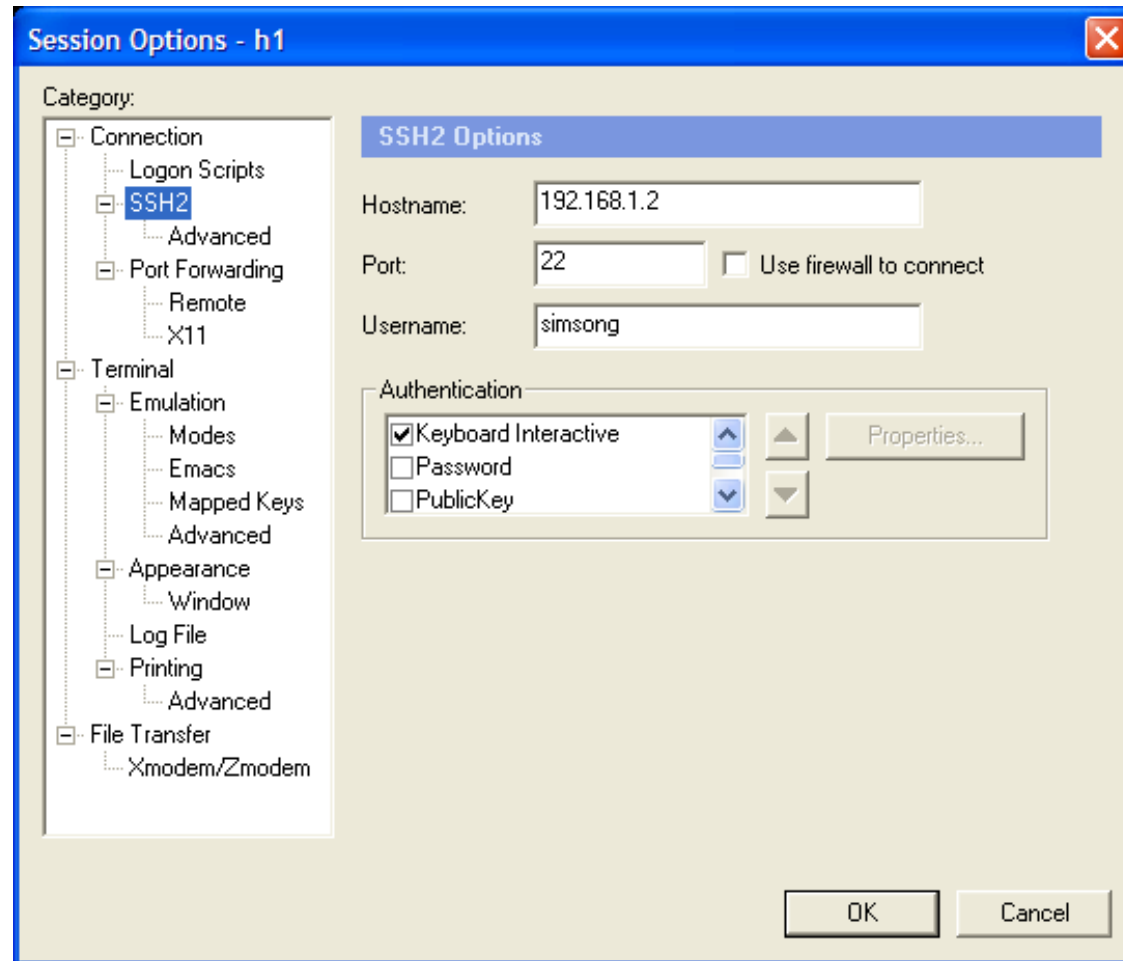 Session Options - h1
Category:
Connection
Logon Scripts
SSH2
Advanced
Port Forwarding
Remote
X11
Terminal
Emulation
Modes
Emacs
Mapped Keys
Advanced
Appearance
Window
Log File
Printing
Advanced
File Transfer
Xmodem/Zmodem
SSH2 Options
Hostname: 192.168.1.2
Port: 22 Use firewall to connect
Username: simsong
Authentication
Keyboard Interactive
Password
PublicKey
Properties...
OK Cancel